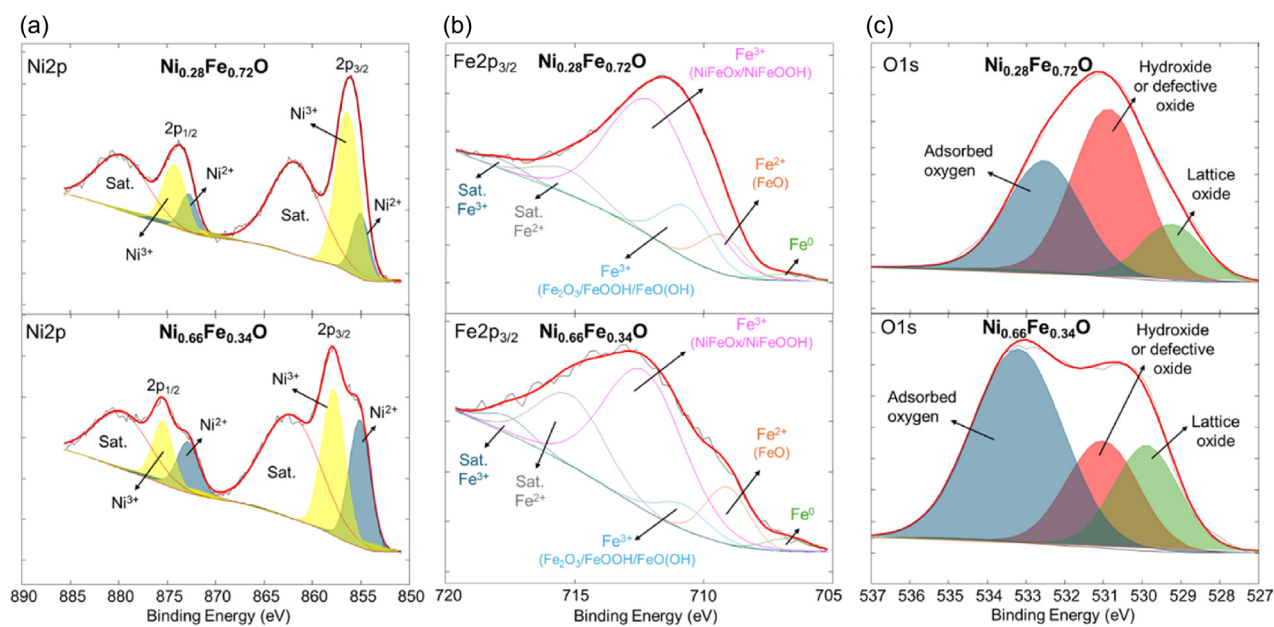 (a)
Ni2p
Ni0.28Fe0.72O
2p3/2
Ni3+
2p1/2
Ni2+
Sat.
Sat.
Ni2+
Ni3+
Ni2p
Ni0.66Fe0.34O
2p3/2
Ni3+
2p1/2
Ni2+
Ni2+
Sat.
Sat.
Ni3+
885 880 875 870 865 860 855 850
Binding Energy (eV)
(b)
Fe2p3/2
Ni0.28Fe0.72O
Fe3+
(NiFeOx/NiFeOOH)
Fe2+
(FeO)
Sat.
Fe3+
Sat.
Fe2+
Fe0
Fe3+
(Fe2O3/FeOOH/FeO(OH)
Fe2p3/2
Ni0.66Fe0.34O
Fe3+
(NiFeOx/NiFeOOH)
Fe2+
(FeO)
Sat.
Fe3+
Sat.
Fe2+
Fe0
Fe3+
(Fe2O3/FeOOH/FeO(OH)
720 715 710 705
Binding Energy (eV)
(c)
O1s
Ni0.28Fe0.72O
Hydroxide
or defective
oxide
Adsorbed
oxygen
Lattice
oxide
O1s
Ni0.66Fe0.34O
Hydroxide
or defective
oxide
Adsorbed
oxygen
Lattice
oxide
537 536 535 534 533 532 531 530 529 528 527
Binding Energy (eV)